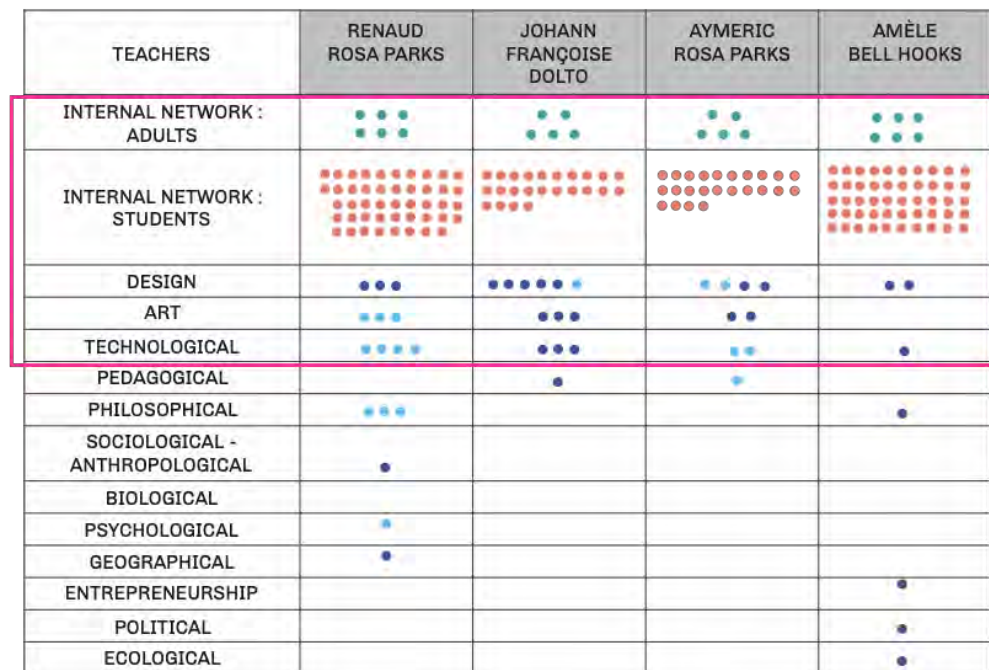 TEACHERS
RENAUD
ROSA PARKS
JOHANN
FRANÇOISE
DOLTO
AYMERIC
ROSA PARKS
AMÈLE
BELL HOOKS
INTERNAL NETWORK :
ADULTS
INTERNAL NETWORK :
STUDENTS
DESIGN
ART
TECHNOLOGICAL
PEDAGOGICAL
PHILOSOPHICAL
SOCIOLOGICAL -
ANTHROPOLOGICAL
BIOLOGICAL
PSYCHOLOGICAL
GEOGRAPHICAL
ENTREPRENEURSHIP
POLITICAL
ECOLOGICAL